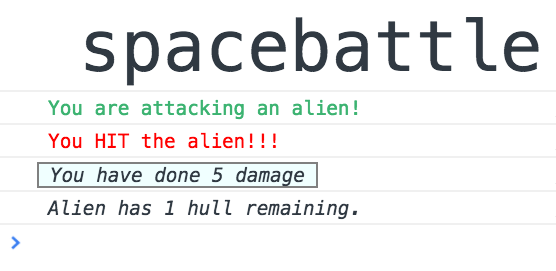 spacebattle
You are attacking an alien!
You HIT the alien!!!
You have done 5 damage
Alien has 1 hull remaining.